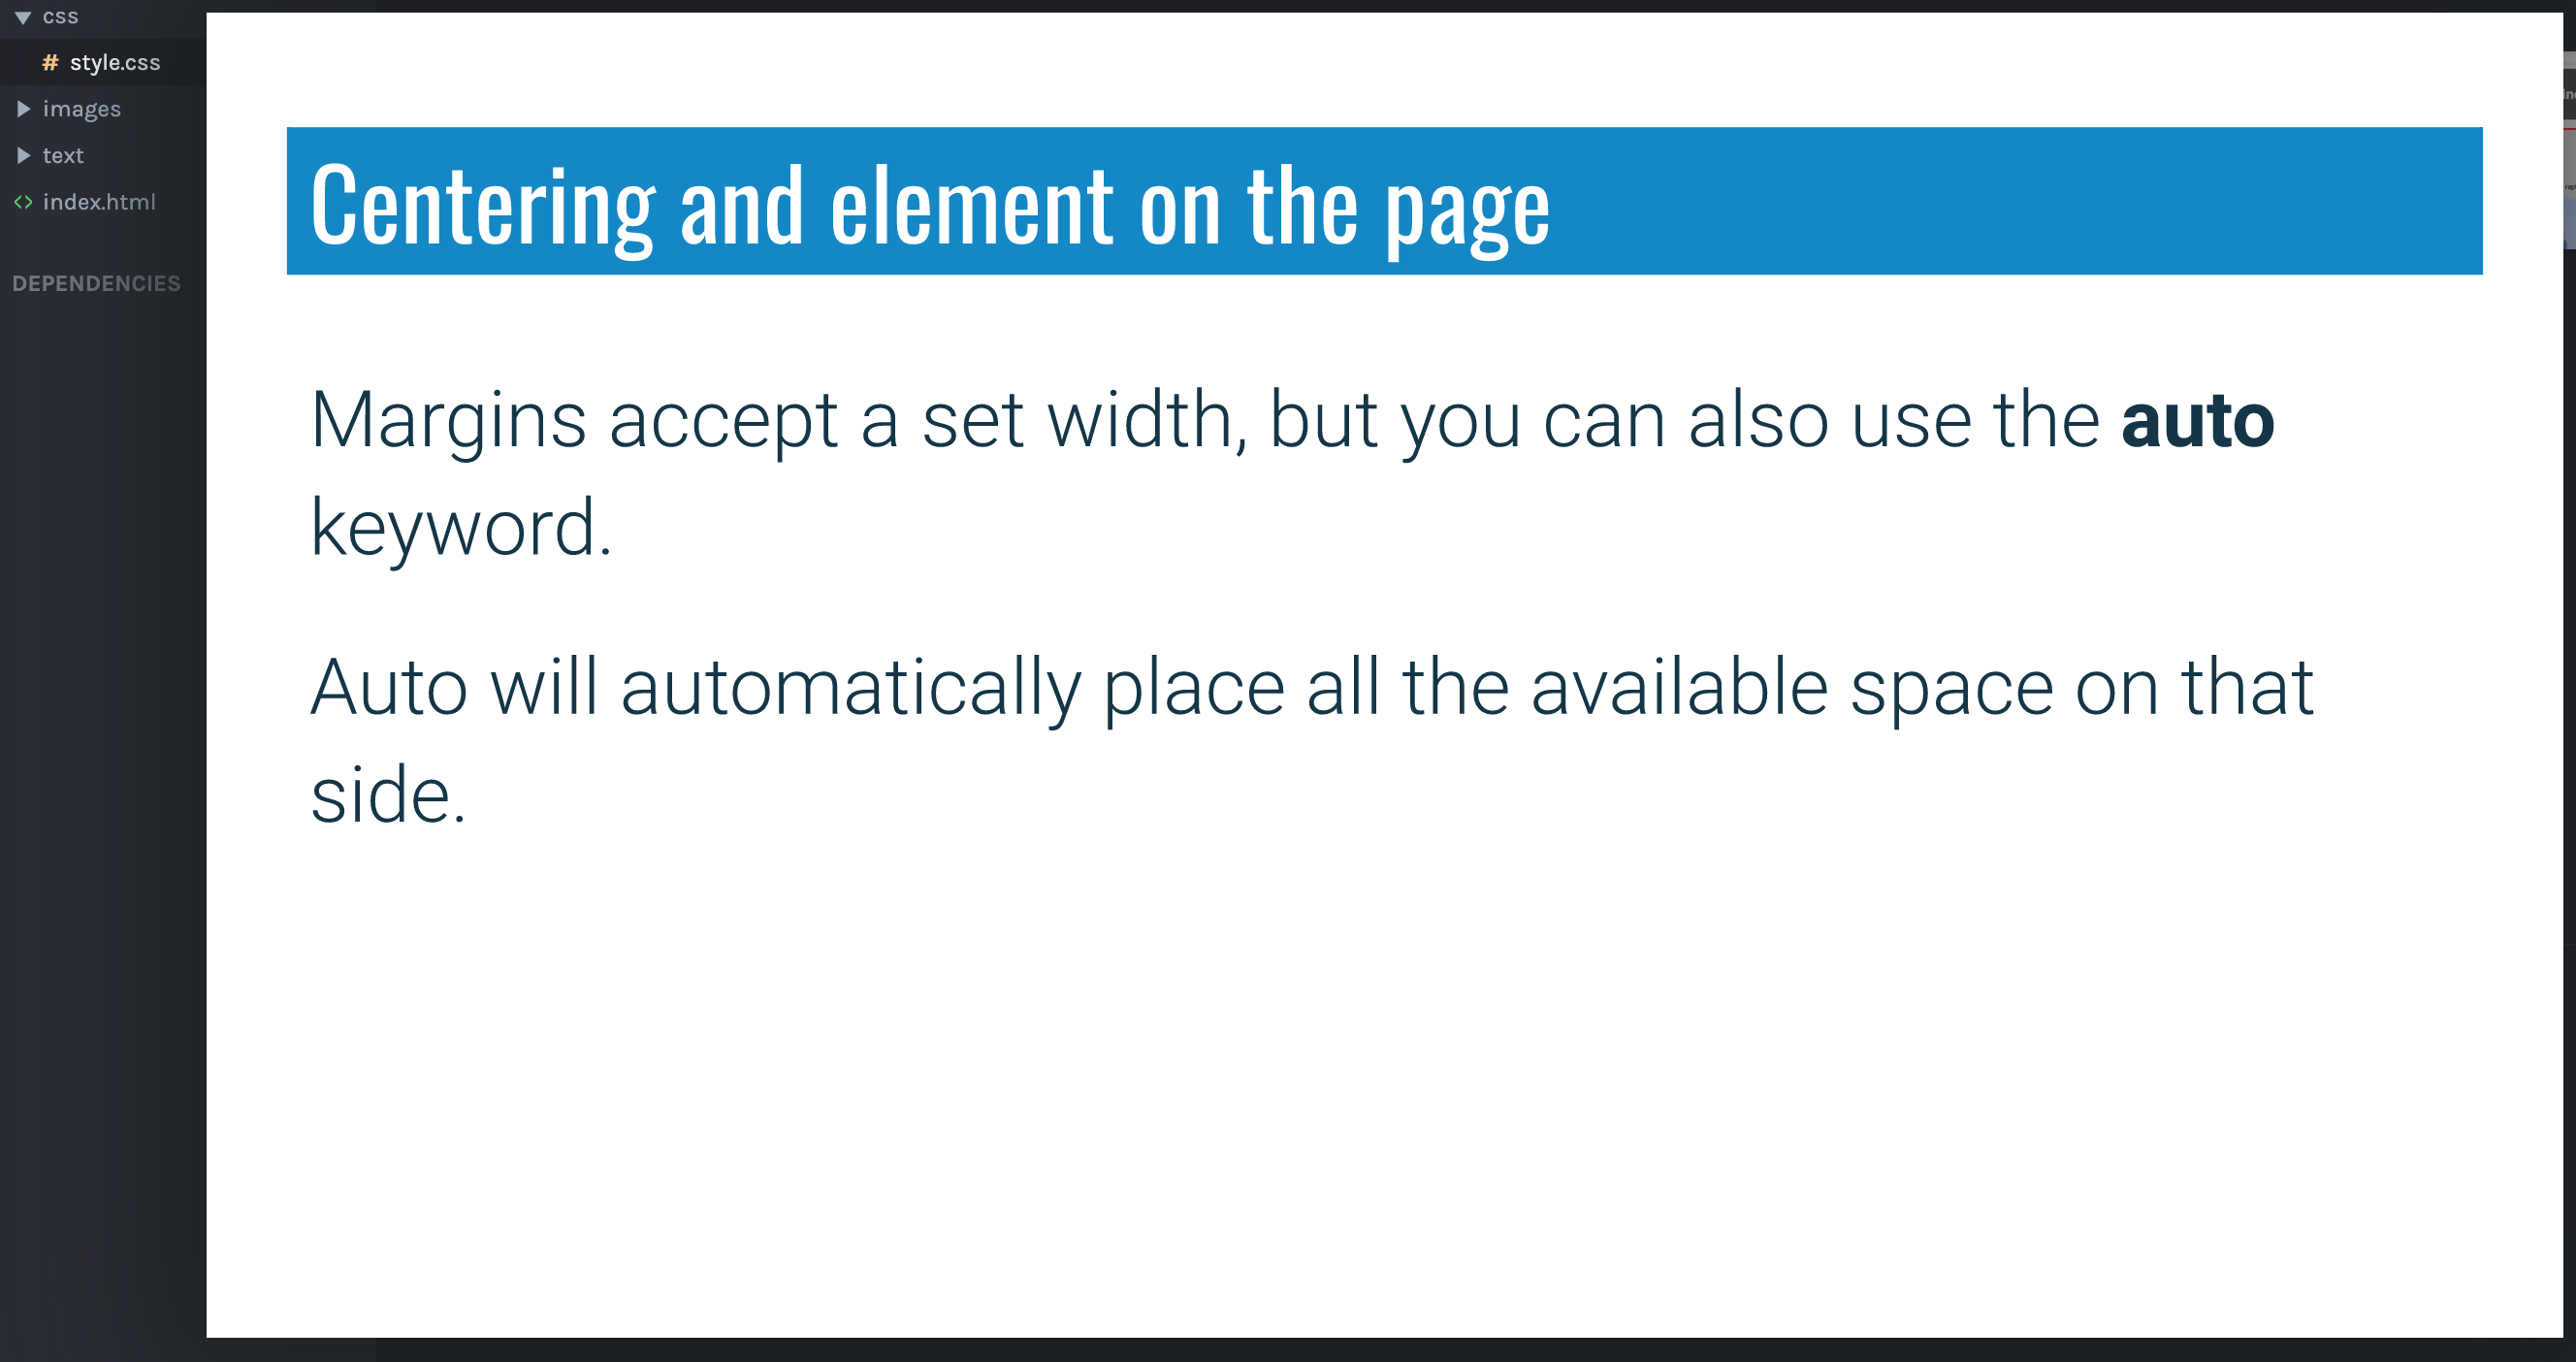 css
# style.css
images
text
<> index.html
DEPENDENCIES
Centering and element on the page
Margins accept a set width, but you can also use the auto
keyword.
Auto will automatically place all the available space on that
side.